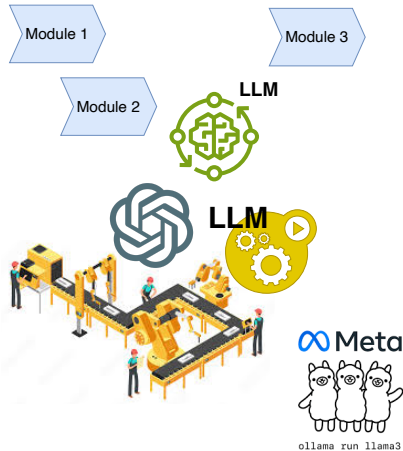 Module 1
Module 3
LLM
Module 2
LLM
Meta
ollama run llama3